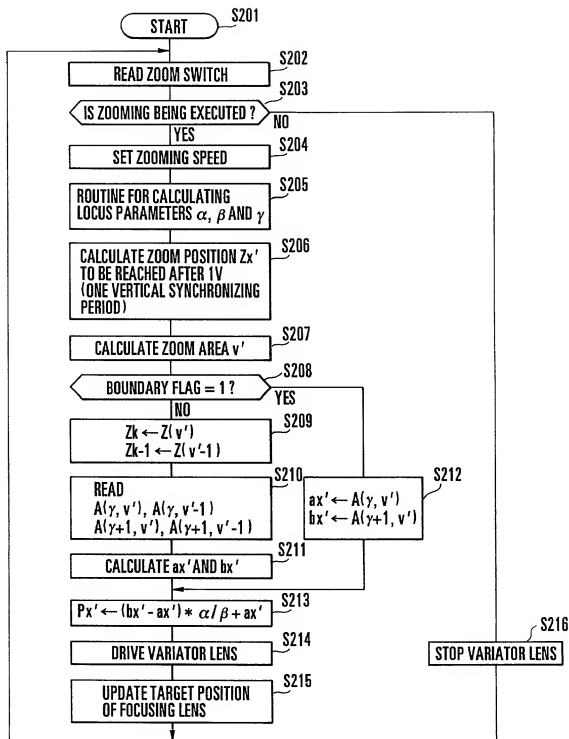 S201
START
S202
READ ZOOM SWITCH
S203
IS ZOOMING BEING EXECUTED ?
NO
YES
S204
SET ZOOMING SPEED
S205
ROUTINE FOR CALCULATING
LOCUS PARAMETERS α, β AND γ
S206
CALCULATE ZOOM POSITION Zx'
TO BE REACHED AFTER 1V
(ONE VERTICAL SYNCHRONIZING
PERIOD)
S207
CALCULATE ZOOM AREA v'
S208
BOUNDARY FLAG = 1 ?
YES
NO
S209
Zk ← Z( v')
Zk-1 ← Z( v'-1)
S210
READ
A(γ, v'), A(γ, v'-1)
A(γ+1, v'), A(γ+1, v'-1)
S212
ax' ← A(γ, v')
bx' ← A(γ+1, v')
S211
CALCULATE ax' AND bx'
S213
Px' ← (bx' - ax') * α/β + ax'
S214
DRIVE VARIATOR LENS
S216
STOP VARIATOR LENS
S215
UPDATE TARGET POSITION
OF FOCUSING LENS